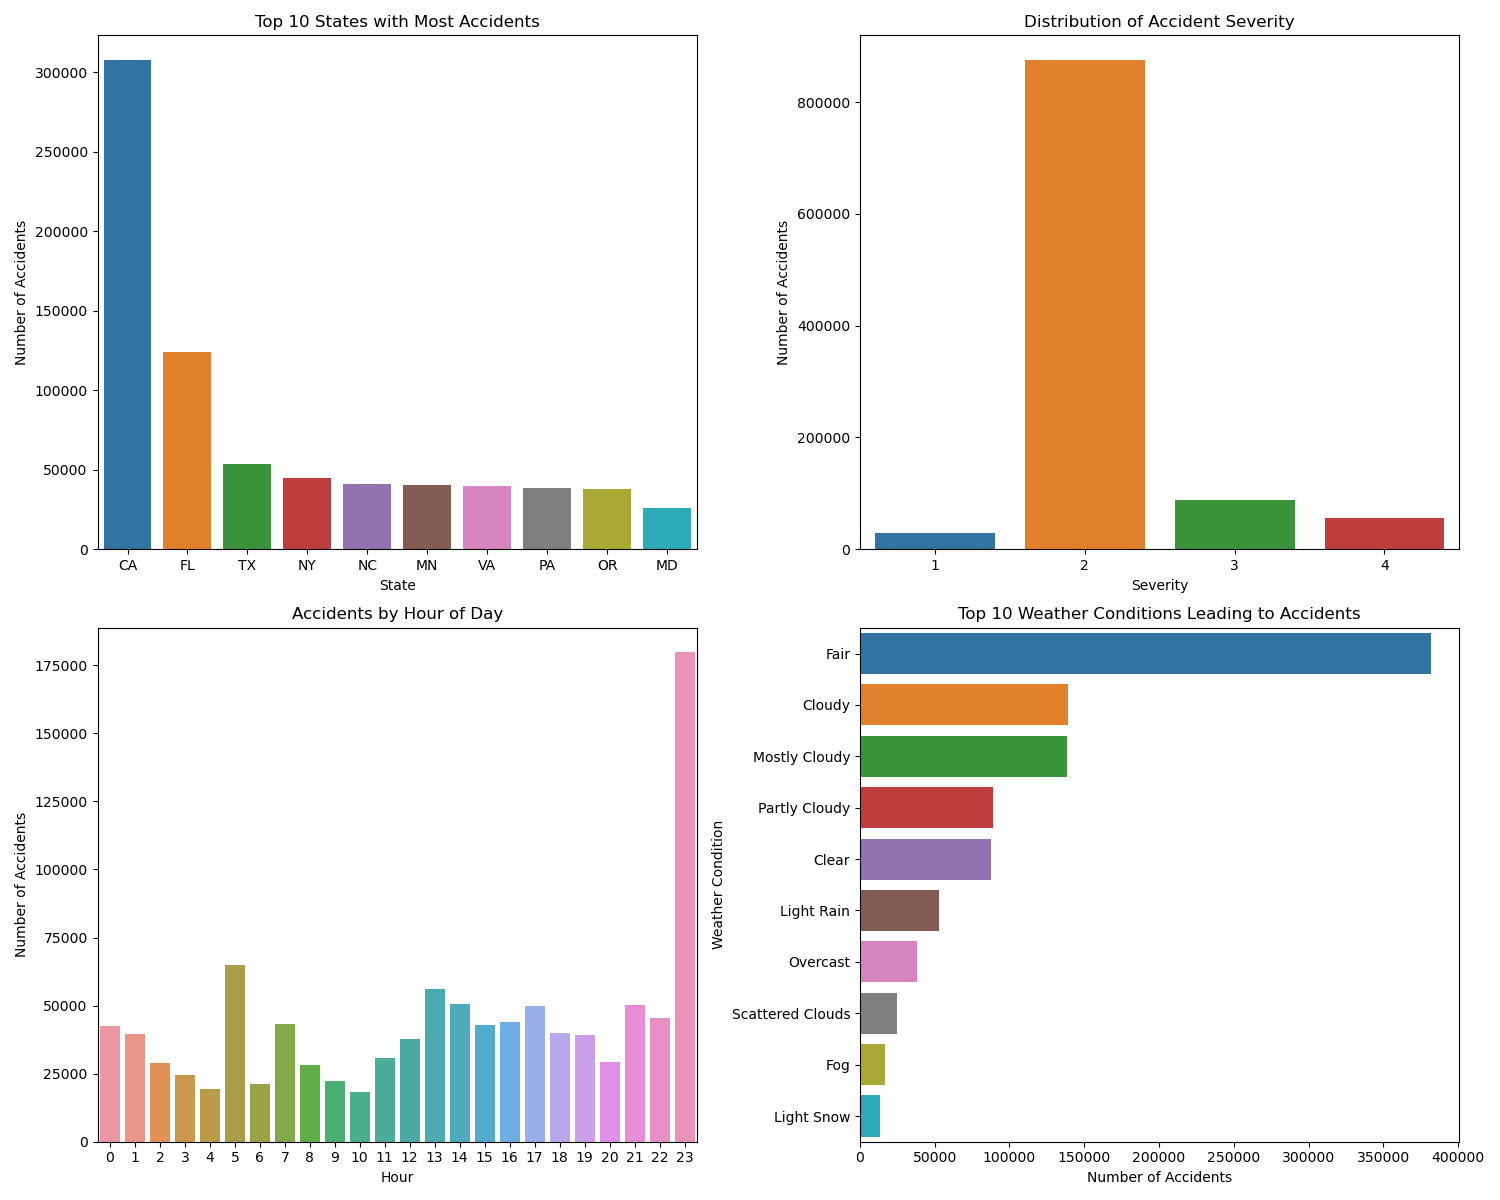 Top 10 States with Most Accidents
300000
250000
200000
150000
100000
50000
0
Number of Accidents
CA FL TX NY NC MN VA PA OR MD
State
Distribution of Accident Severity
800000
600000
400000
200000
0
Number of Accidents
1 2 3 4
Severity
Accidents by Hour of Day
175000
150000
125000
100000
75000
50000
25000
0
Number of Accidents
0 1 2 3 4 5 6 7 8 9 10 11 12 13 14 15 16 17 18 19 20 21 22 23
Hour
Top 10 Weather Conditions Leading to Accidents
Weather Condition
Fair
Cloudy
Mostly Cloudy
Partly Cloudy
Clear
Light Rain
Overcast
Scattered Clouds
Fog
Light Snow
0 50000 100000 150000 200000 250000 300000 350000 400000
Number of Accidents